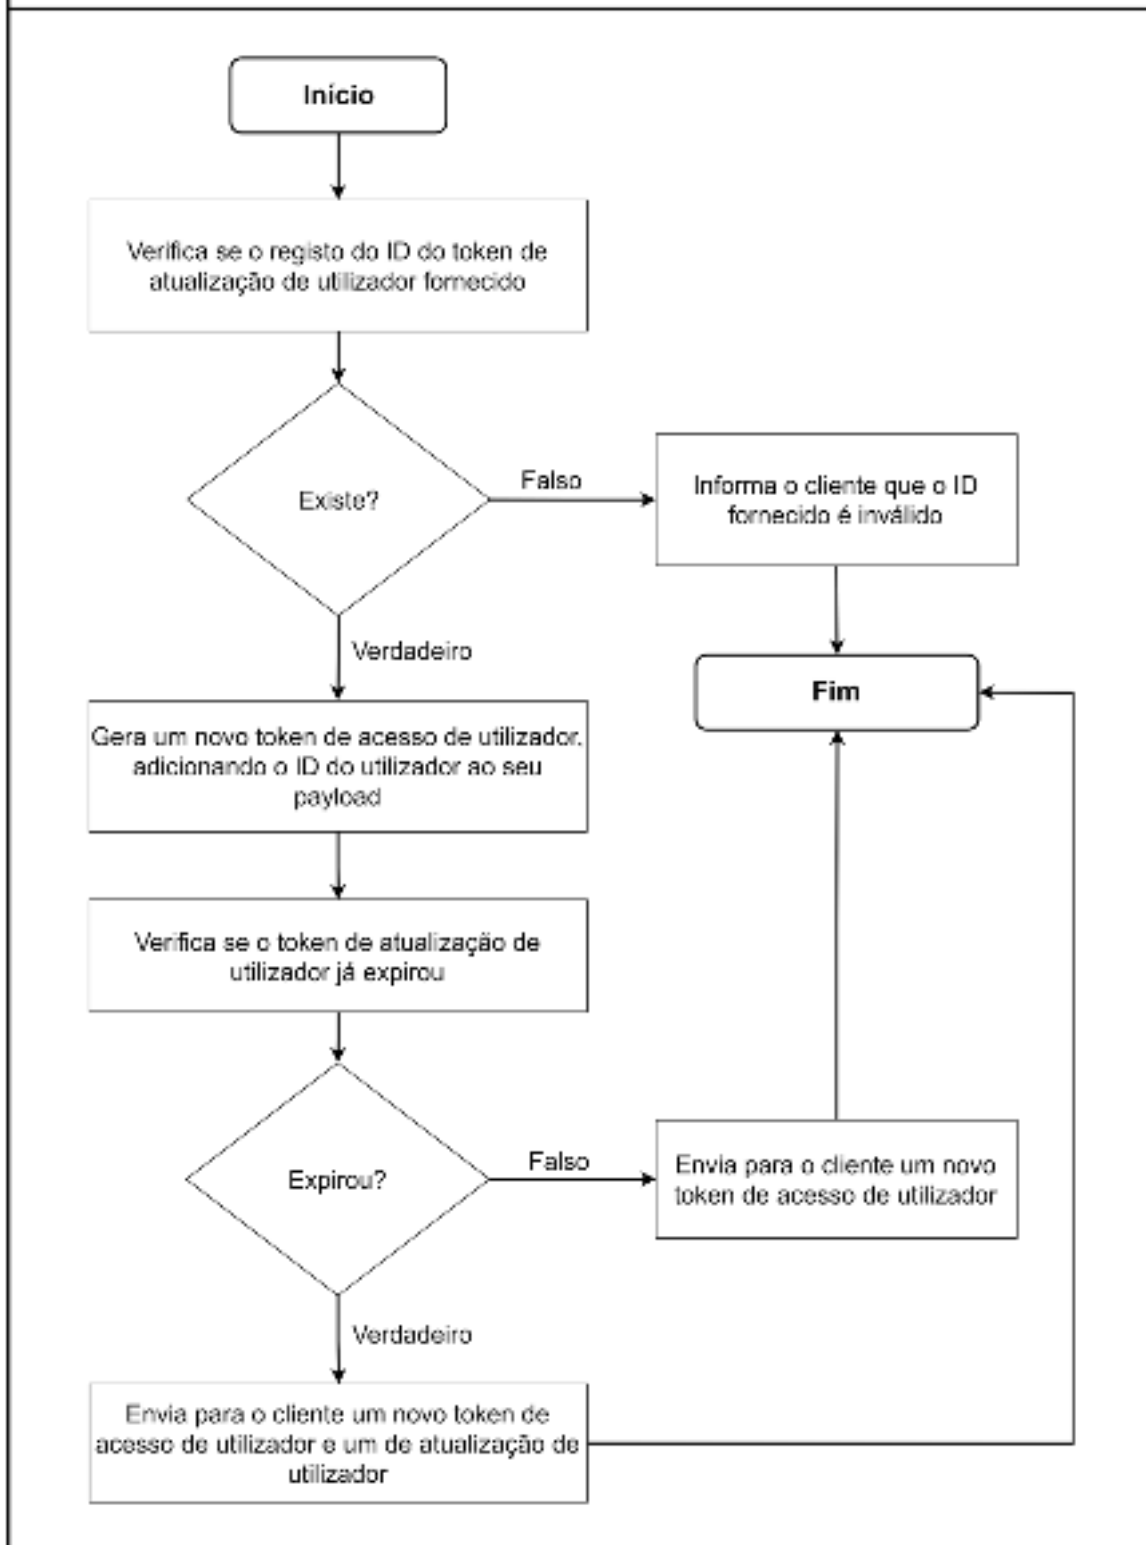 Início
Verifica se o registo do ID do token de
atualização de utilizador fornecido
Existe?
Falso
Informa o cliente que o ID
fornecido é inválido
Verdadeiro
Fim
Gera um novo token de acesso de utilizador,
adicionando o ID do utilizador ao seu
payload
Verifica se o token de atualização de
utilizador já expirou
Expirou?
Falso
Envia para o cliente um novo
token de acesso de utilizador
Verdadeiro
Envia para o cliente um novo token de
acesso de utilizador e um de atualização de
utilizador